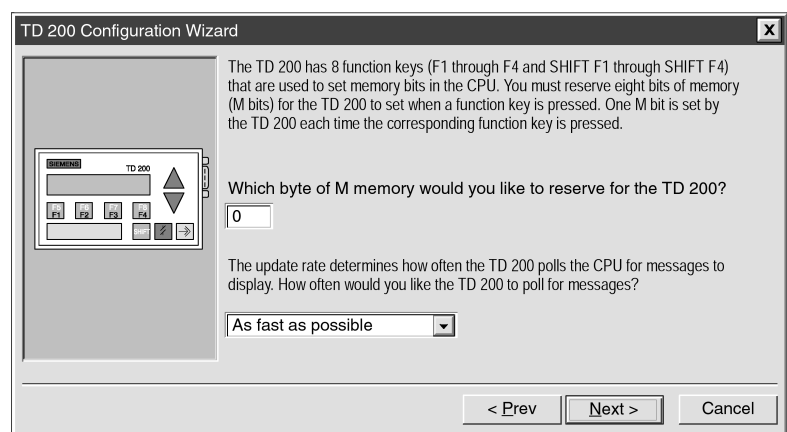 TD 200 Configuration Wizard
X
The TD 200 has 8 function keys (F1 through F4 and SHIFT F1 through SHIFT F4)
that are used to set memory bits in the CPU. You must reserve eight bits of memory
(M bits) for the TD 200 to set when a function key is pressed. One M bit is set by
the TD 200 each time the corresponding function key is pressed.
SIEMENS
TD 200
F5 F6 F7 F8
F1 F2 F3 F4
SHIFT
Which byte of M memory would you like to reserve for the TD 200?
0
The update rate determines how often the TD 200 polls the CPU for messages to
display. How often would you like the TD 200 to poll for messages?
As fast as possible
< Prev Next > Cancel